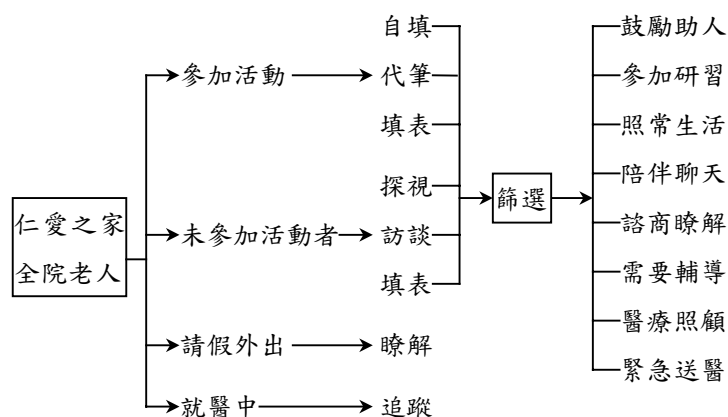 仁愛之家
全院老人
參加活動
未參加活動者
請假外出
就醫中
自填
代筆
填表
探視
訪談
填表
瞭解
追蹤
篩選
鼓勵助人
參加研習
照常生活
陪伴聊天
諮商瞭解
需要輔導
醫療照顧
緊急送醫